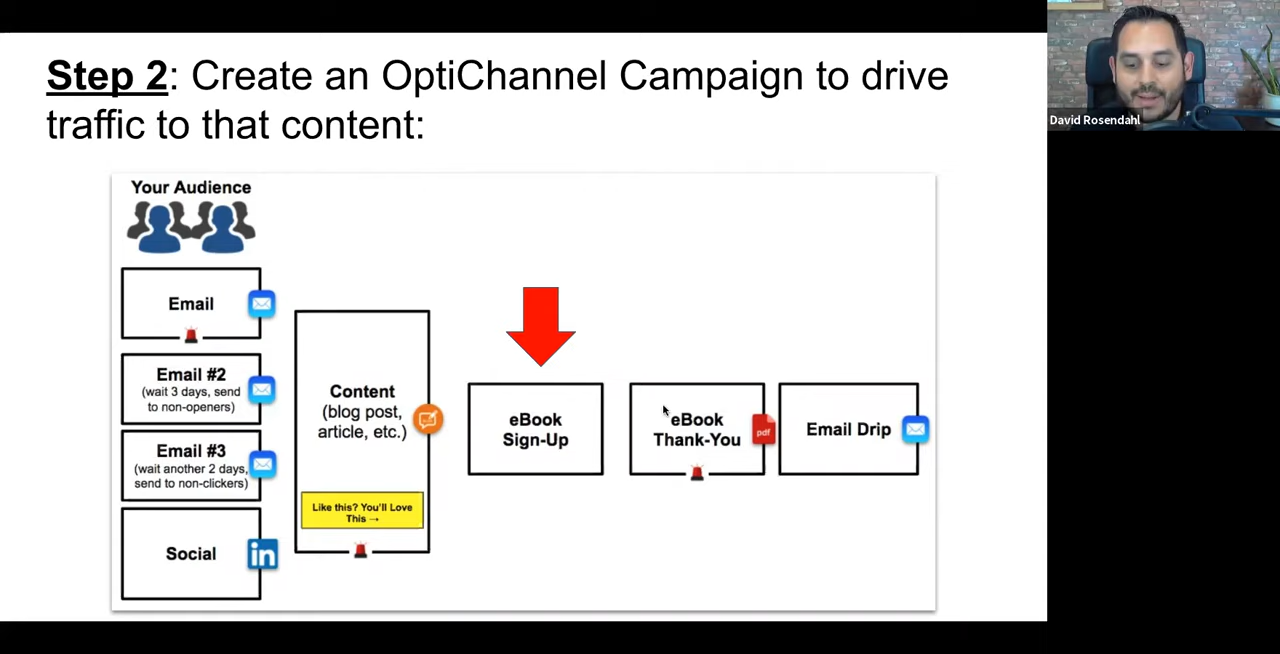 Step 2: Create an OptiChannel Campaign to drive
traffic to that content:
David Rosendahl
Your Audience
Email
Email #2
(wait 3 days, send
to non-openers)
Email #3
(wait another 2 days,
send to non-clickers)
Social
in
Content
(blog post,
article, etc.)
Like this? You'll Love
This →
eBook
Sign-Up
eBook
Thank-You
pdf
Email Drip